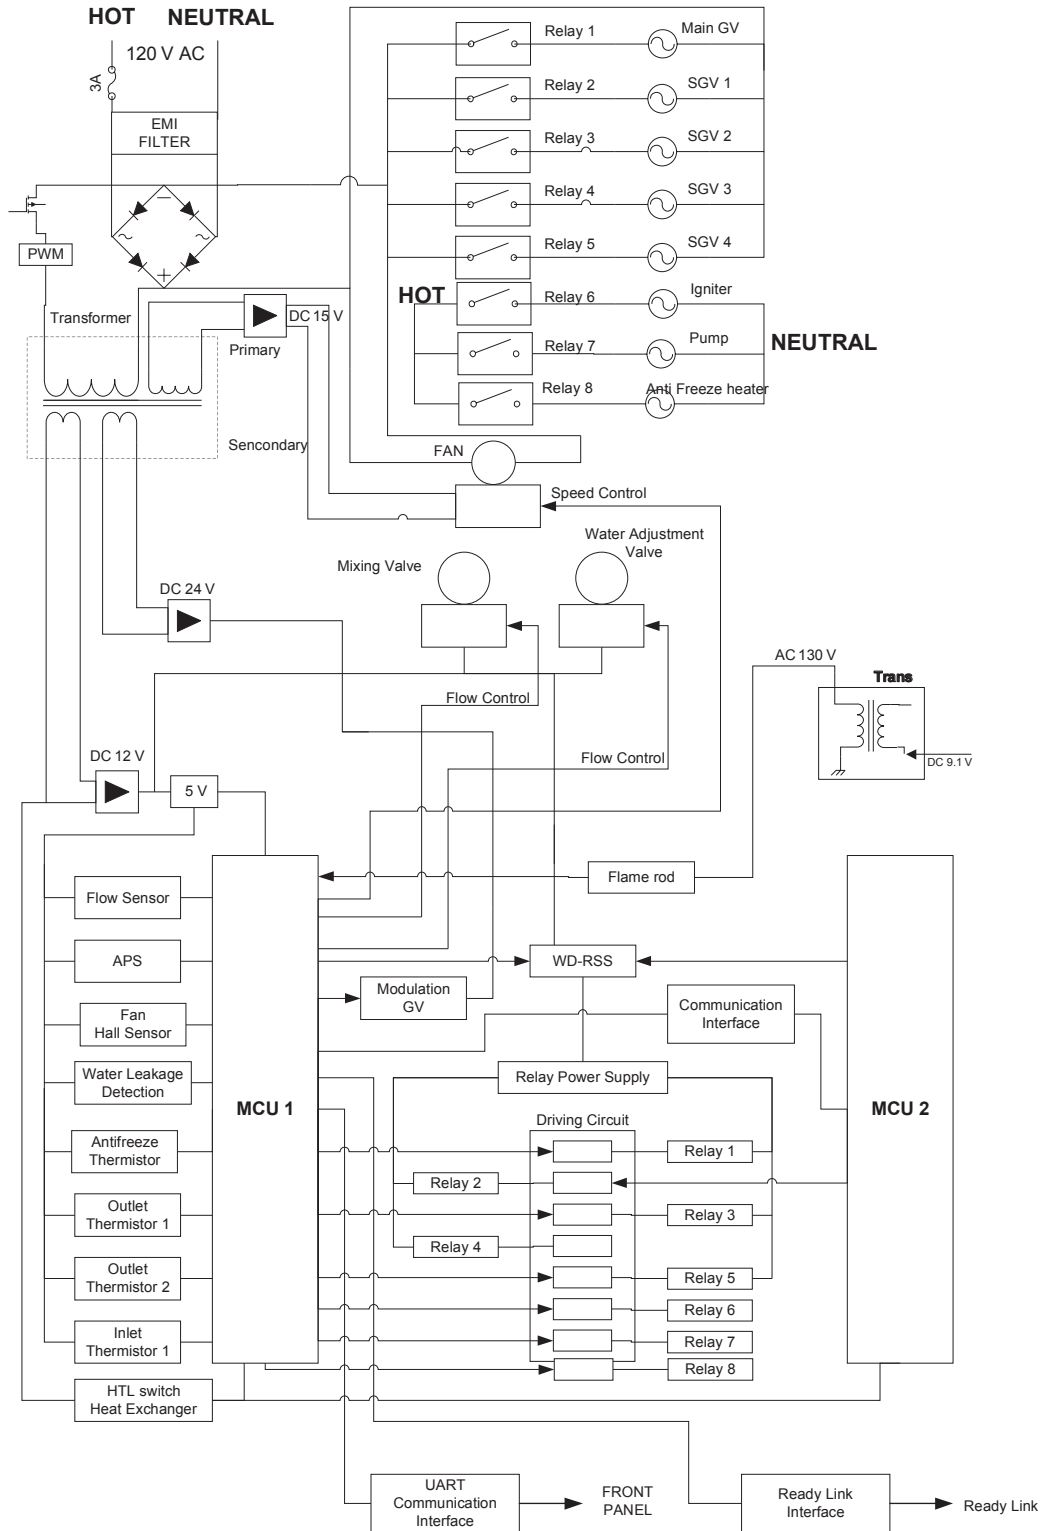 HOT NEUTRAL
120 V AC
3A
EMI
FILTER
PWM
Transformer
Primary
Sencondary
DC 15 V
Relay 1
Main GV
Relay 2
SGV 1
Relay 3
SGV 2
Relay 4
SGV 3
Relay 5
SGV 4
HOT
Relay 6
Igniter
Relay 7
Pump
NEUTRAL
Relay 8
Anti Freeze heater
FAN
Speed Control
Mixing Valve
Water Adjustment
Valve
DC 24 V
Flow Control
Flow Control
AC 130 V
Trans
DC 9.1 V
DC 12 V
5 V
Flow Sensor
APS
Fan
Hall Sensor
Water Leakage
Detection
Antifreeze
Thermistor
Outlet
Thermistor 1
Outlet
Thermistor 2
Inlet
Thermistor 1
HTL switch
Heat Exchanger
MCU 1
Flame rod
WD-RSS
Modulation
GV
Communication
Interface
Relay Power Supply
Driving Circuit
Relay 1
Relay 2
Relay 3
Relay 4
Relay 5
Relay 6
Relay 7
Relay 8
MCU 2
UART
Communication
Interface
FRONT
PANEL
Ready Link
Interface
Ready Link